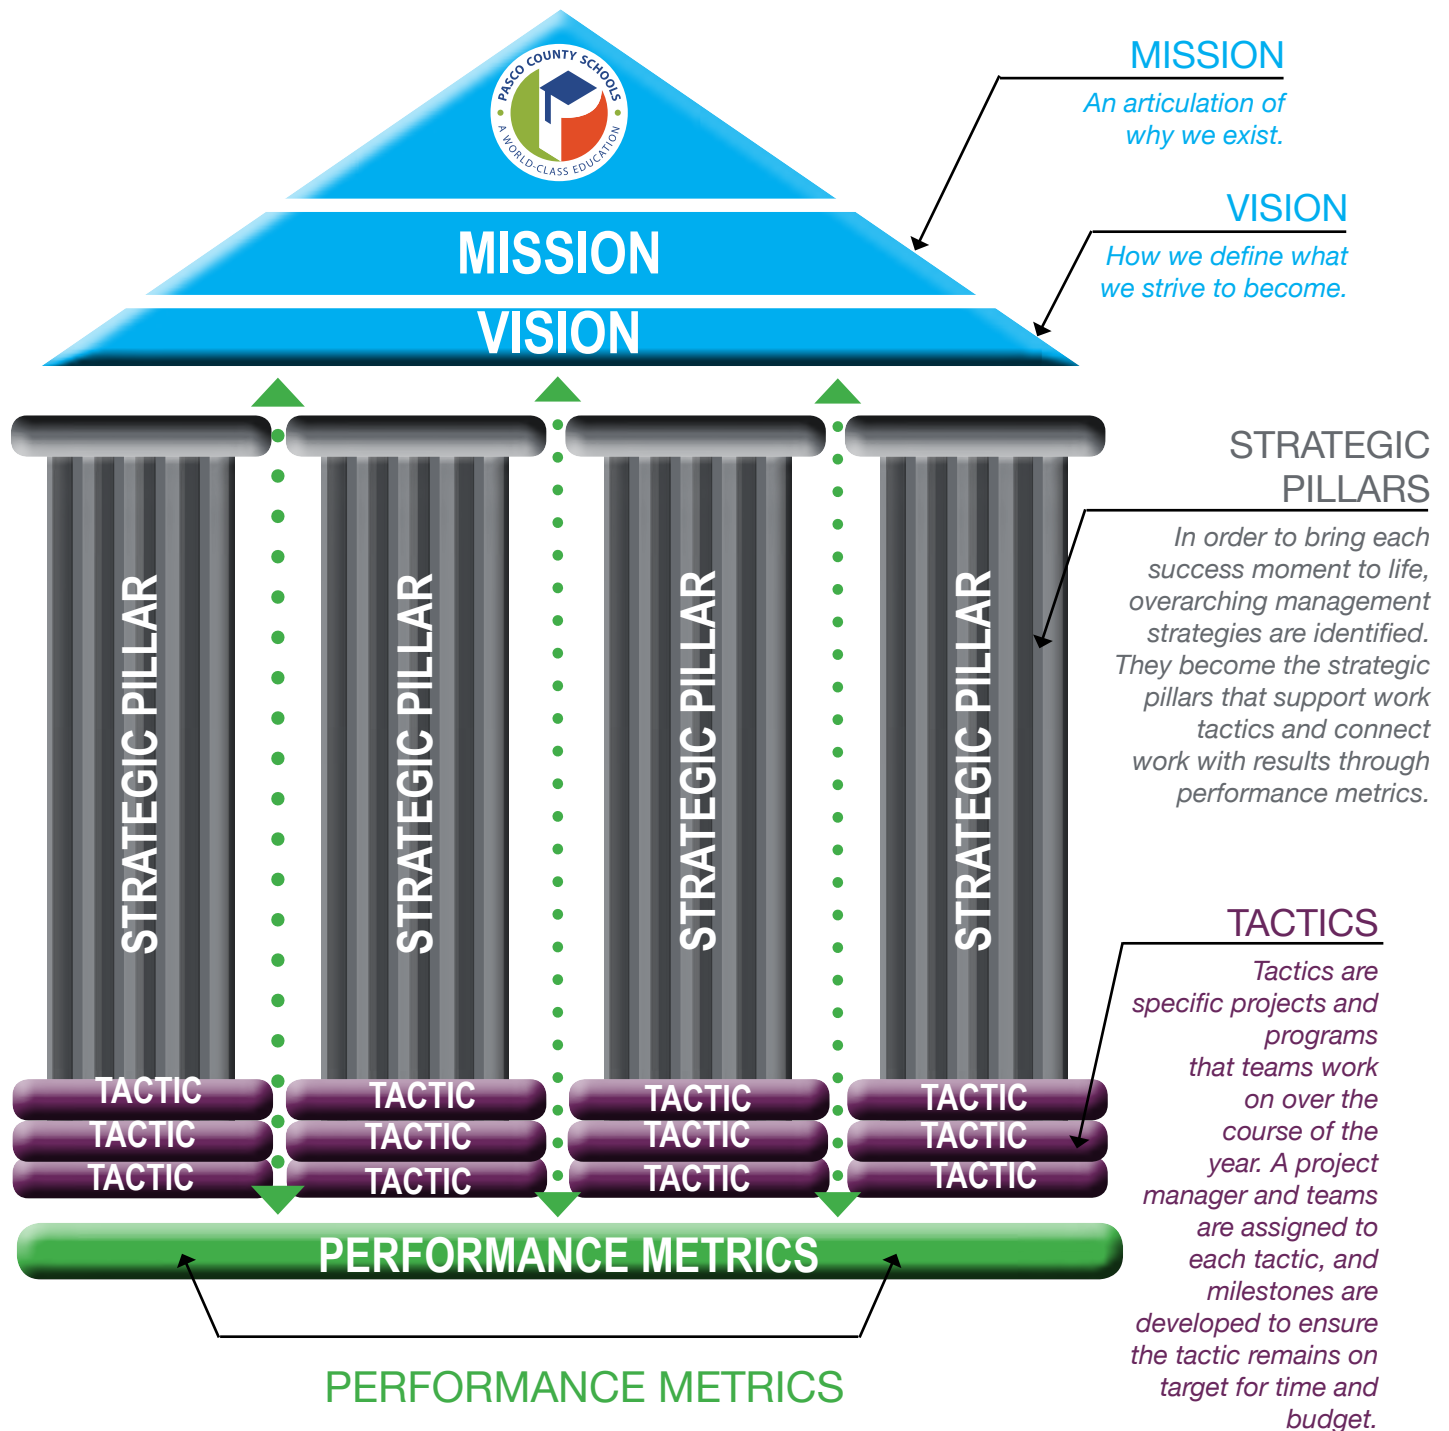 PASCO COUNTY SCHOOLS
A WORLD-CLASS EDUCATION
MISSION
VISION
MISSION
An articulation of
why we exist.
VISION
How we define what
we strive to become.
STRATEGIC PILLAR
STRATEGIC PILLAR
STRATEGIC PILLAR
STRATEGIC PILLAR
STRATEGIC
PILLARS
In order to bring each
success moment to life,
overarching management
strategies are identified.
They become the strategic
pillars that support work
tactics and connect
work with results through
performance metrics.
TACTIC TACTIC TACTIC TACTIC
TACTIC TACTIC TACTIC TACTIC
TACTIC TACTIC TACTIC TACTIC
TACTICS
Tactics are
specific projects and
programs
that teams work
on over the
course of the
year. A project
manager and teams
are assigned to
each tactic, and
milestones are
developed to ensure
the tactic remains on
target for time and
budget.
PERFORMANCE METRICS
PERFORMANCE METRICS